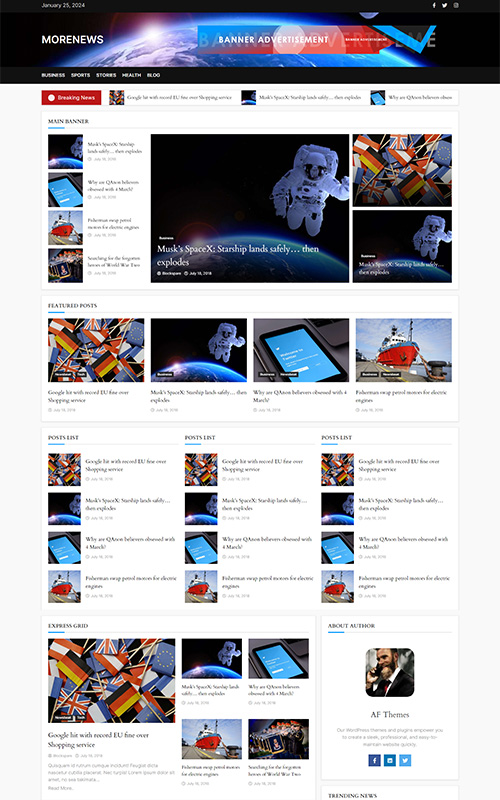 January 25, 2024
MORENEWS
BANNER ADVERTISEMENT
BANNER ADVERTISEMENT
BUSINESS SPORTS STORIES HEALTH BLOG
Breaking News
Google hit with record EU fine over Shopping service
Musk's SpaceX: Starship lands safely… then explodes
Why are QAnon believers obsess
MAIN BANNER
Musk's SpaceX: Starship
lands safely… then explodes
July 18, 2018
Why are QAnon believers
obsessed with 4 March?
July 18, 2018
Fisherman swap petrol
motors for electric engines
July 18, 2018
Searching for the forgotten
heroes of World War Two
July 18, 2018
Business
Musk's SpaceX: Starship lands safely… then
explodes
Blockspare July 18, 2018
Business
Musk's SpaceX: Starship lands safely…
then explodes
FEATURED POSTS
Newsbeat Tech
Google hit with record EU fine over
Shopping service
July 18, 2018
Business
Musk's SpaceX: Starship lands safely… then
explodes
July 18, 2018
Business Newsbeat
Why are QAnon believers obsessed with 4
March?
July 18, 2018
Business Newsbeat
Fisherman swap petrol motors for electric
engines
July 18, 2018
POSTS LIST
Google hit with record EU fine over
Shopping service
July 18, 2018
Musk's SpaceX: Starship lands safely…
then explodes
July 18, 2018
Why are QAnon believers obsessed with
4 March?
July 18, 2018
Fisherman swap petrol motors for electric
engines
July 18, 2018
POSTS LIST
Google hit with record EU fine over
Shopping service
July 18, 2018
Musk's SpaceX: Starship lands safely…
then explodes
July 18, 2018
Why are QAnon believers obsessed with
4 March?
July 18, 2018
Fisherman swap petrol motors for electric
engines
July 18, 2018
POSTS LIST
Google hit with record EU fine over
Shopping service
July 18, 2018
Musk's SpaceX: Starship lands safely…
then explodes
July 18, 2018
Why are QAnon believers obsessed with
4 March?
July 18, 2018
Fisherman swap petrol motors for electric
engines
July 18, 2018
EXPRESS GRID
Newsbeat Tech
Google hit with record EU fine over
Shopping service
Blockspare July 18, 2018
Quisque id rutrum congue incidunt! Feugiat dicta
nascetur cubilia Placeat. Nec turpis! Lorem ipsum dolor sit
amet, no sea memora…
Read More..
Musk's SpaceX: Starship lands
safely… then explodes
July 18, 2018
Why are QAnon believers
obsessed with 4 March?
July 18, 2018
Fisherman swap petrol motors
for electric engines
July 18, 2018
Searching for the forgotten
heroes of World War Two
July 18, 2018
ABOUT AUTHOR
AF Themes
Our WordPress themes and plugins empower you
to create a sleek, professional, and easy-to-
maintain website quickly.
TRENDING NEWS